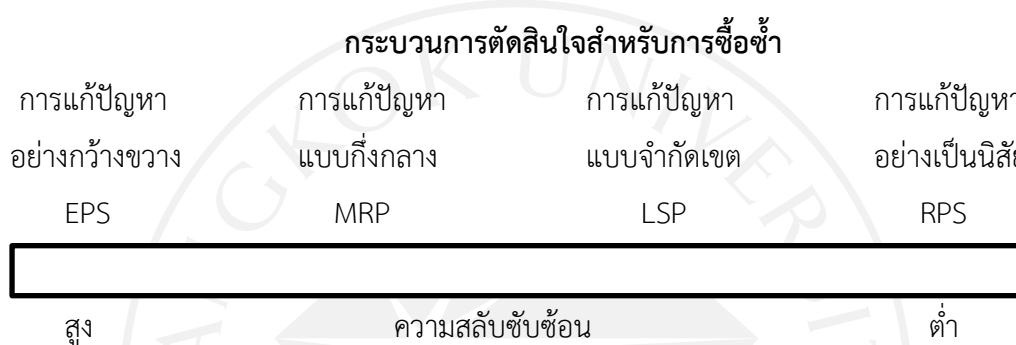 กระบวนการตัดสินใจสำหรับการซื้อซ้ำ
การแก้ปัญหา การแก้ปัญหา การแก้ปัญหา การแก้ปัญหา
อย่างกว้างขวาง แบบกึ่งกลาง แบบจำกัดเขต อย่างเป็นนิสัย
EPS MRP LSP RPS
สูง ความสลับซับซ้อน ต่ำ